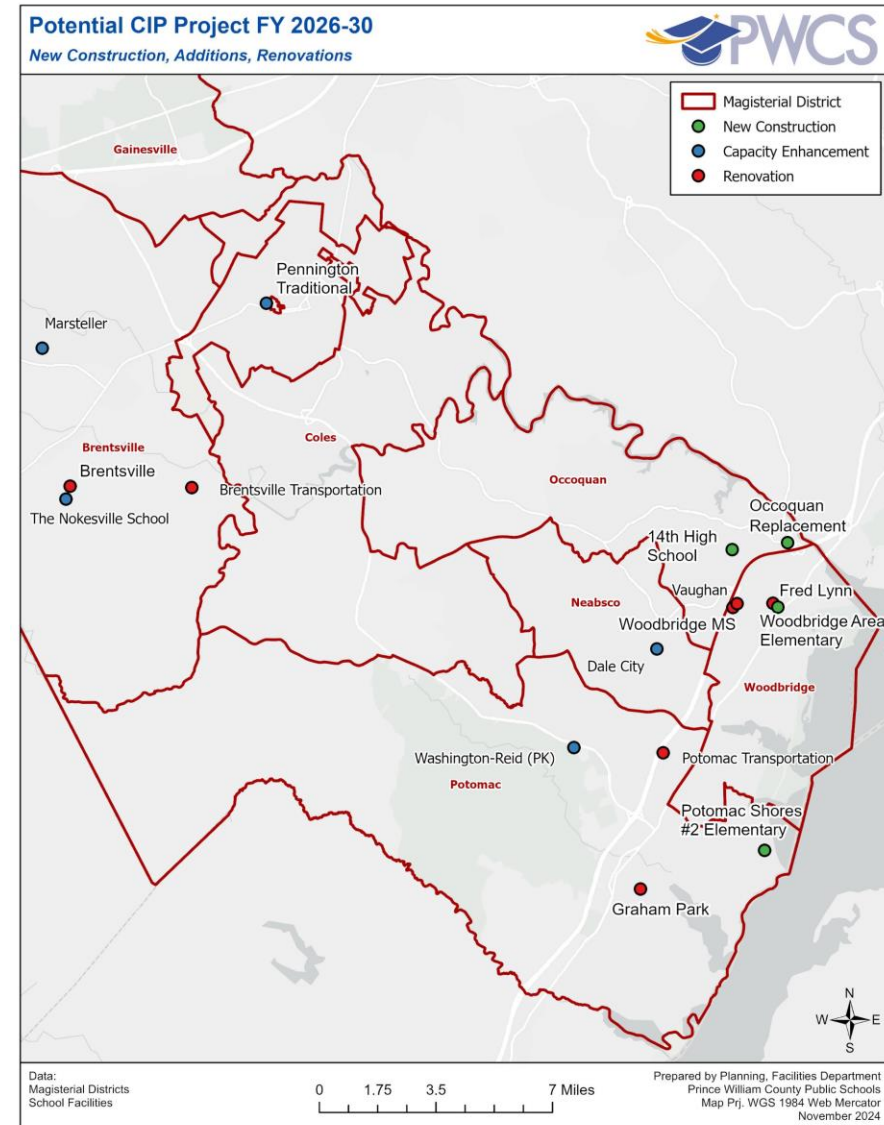 Potential CIP Project FY 2026-30
New Construction, Additions, Renovations
PWCS
Magisterial District
New Construction
Capacity Enhancement
Renovation
Gainesville
Pennington
Traditional
Marsteller
Brentsville
Brentsville
Coles
Brentsville Transportation
The Nokesville School
Occoquan
Occoquan
Replacement
14th High
School
Vaughan
Fred Lynn
Neabsco
Woodbridge MS
Woodbridge Area
Elementary
Dale City
Woodbridge
Washington-Reid (PK)
Potomac Transportation
Potomac
Potomac Shores
#2 Elementary
Graham Park
N
W E
S
Data:
Magisterial Districts
School Facilities
0 1.75 3.5 7 Miles
Prepared by Planning, Facilities Department
Prince William County Public Schools
Map Prj. WGS 1984 Web Mercator
November 2024